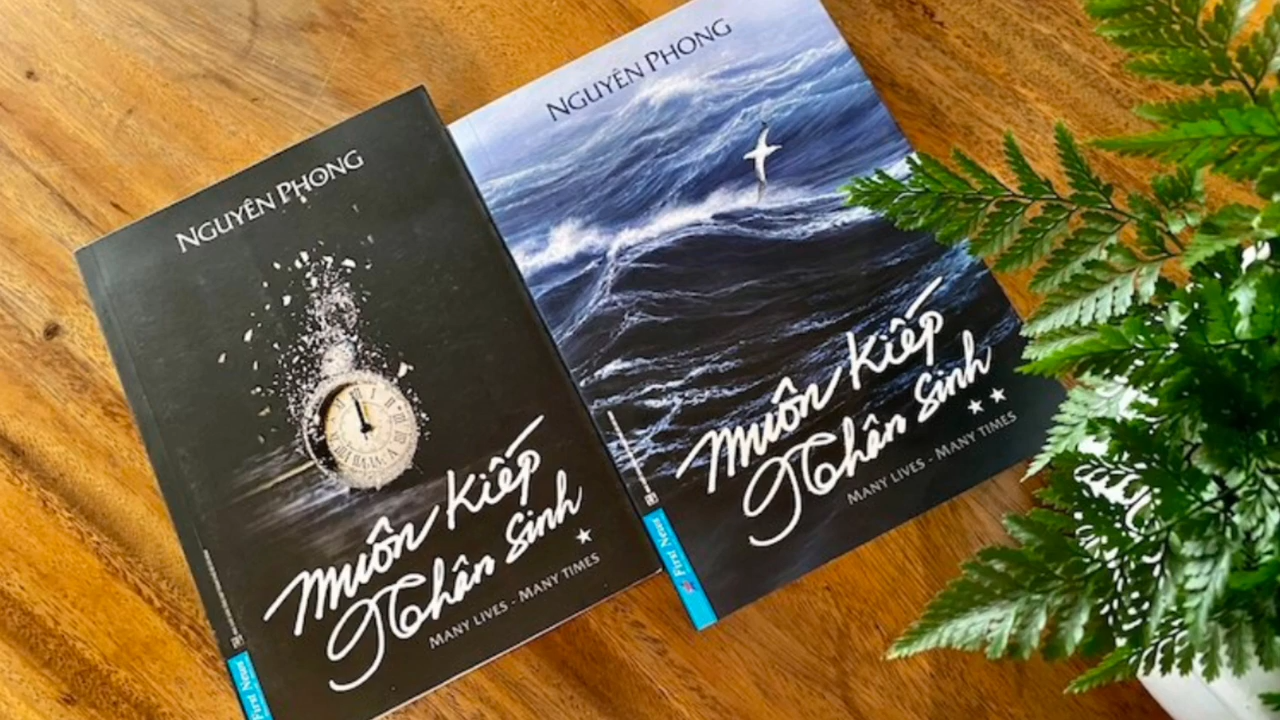 NGUYÊN PHONG
muôn kiếp
Nhân sinh
★
MANY LIVES - MANY TIMES
First News
NGUYÊN PHONG
muôn kiếp
Nhân sinh
★ ★
MANY LIVES - MANY TIMES
First News